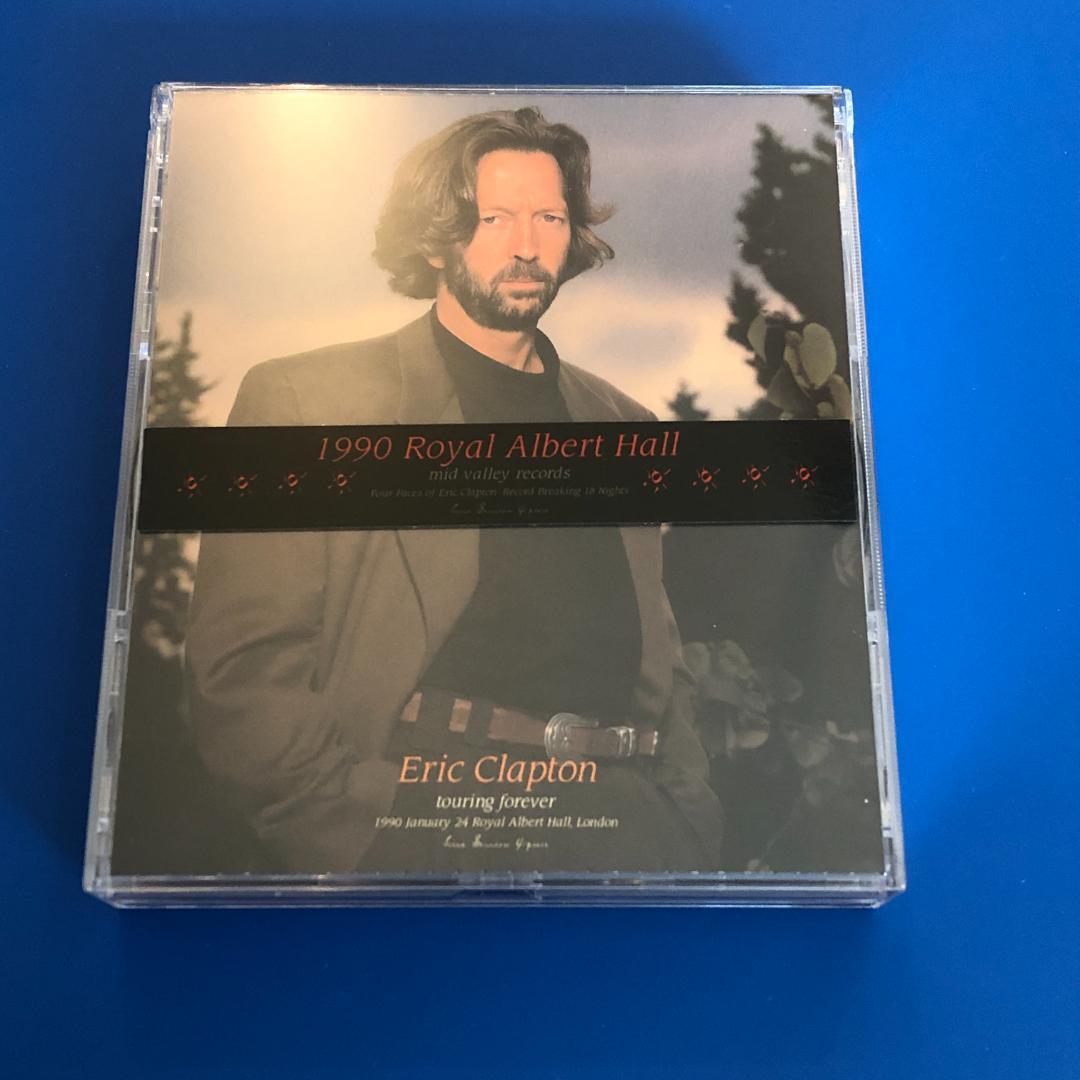 1990 Royal Albert Hall
mid valley records
Four Faces of Eric Clapton Record Breaking 18 Nights
Eric Clapton
touring forever
1990 January 24 Royal Albert Hall, London